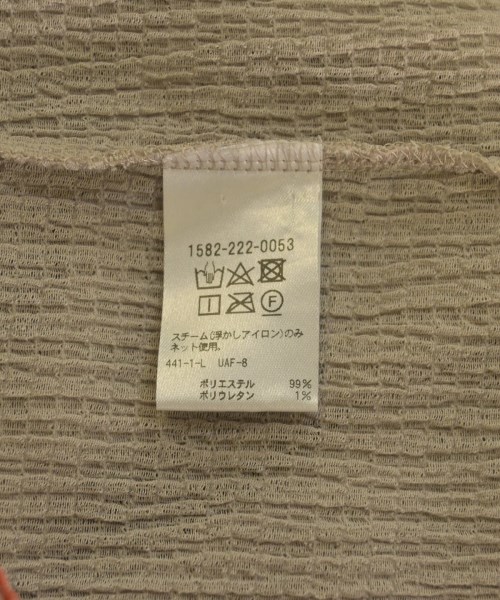 1582-222-0053
F
スチーム(浮かしアイロン)のみ
ネット使用。
441-1-L UAF-8
ポリエステル 99%
ポリウレタン 1%